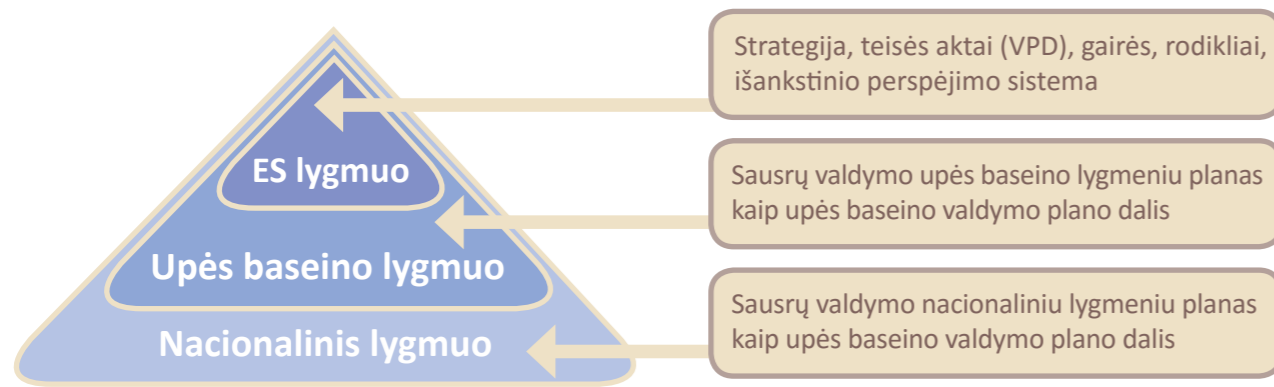 Strategija, teisės aktai (VPD), gairės, rodikliai,
išankstinio perspėjimo sistema
ES lygmuo
Sausrų valdymo upės baseino lygmeniu planas
kaip upės baseino valdymo plano dalis
Upės baseino lygmuo
Sausrų valdymo nacionaliniu lygmeniu planas
kaip upės baseino valdymo plano dalis
Nacionalinis lygmuo